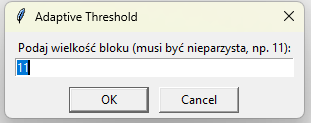 Adaptive Threshold
Podaj wielkość bloku (musi być nieparzysta, np. 11):
11
OK
Cancel